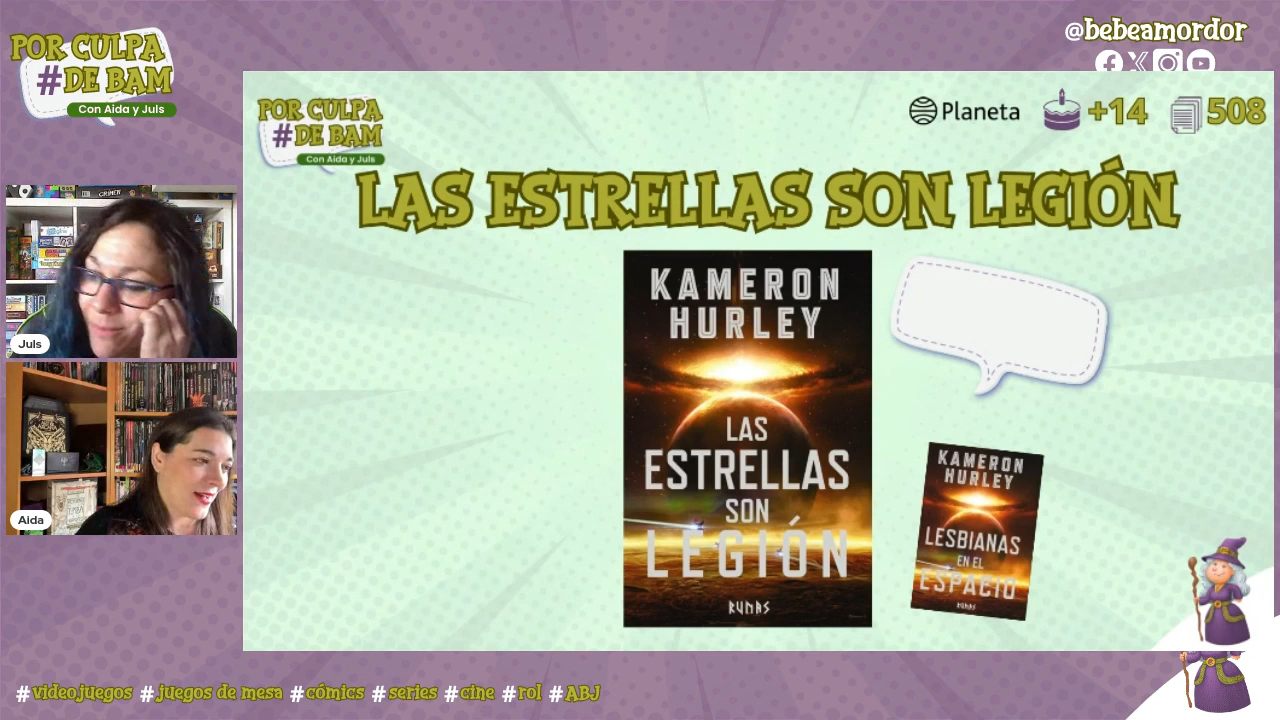 POR CULPA
#DE BAM
Con Aida y Juls
@bebeamordor
POR CULPA
#DE BAM
Con Aida y Juls
Planeta
+14
508
LAS ESTRELLAS SON LEGIÓN
KAMERON
HURLEY
LAS
ESTRELLAS
SON
LEGIÓN
RUNAS
KAMERON
HURLEY
LESBIANAS
EN EL
ESPACIO
RUNAS
CRIMEN
Juls
Aida
#videojuegos #juegos de mesa #cómics #series #cine #rol #ABJ